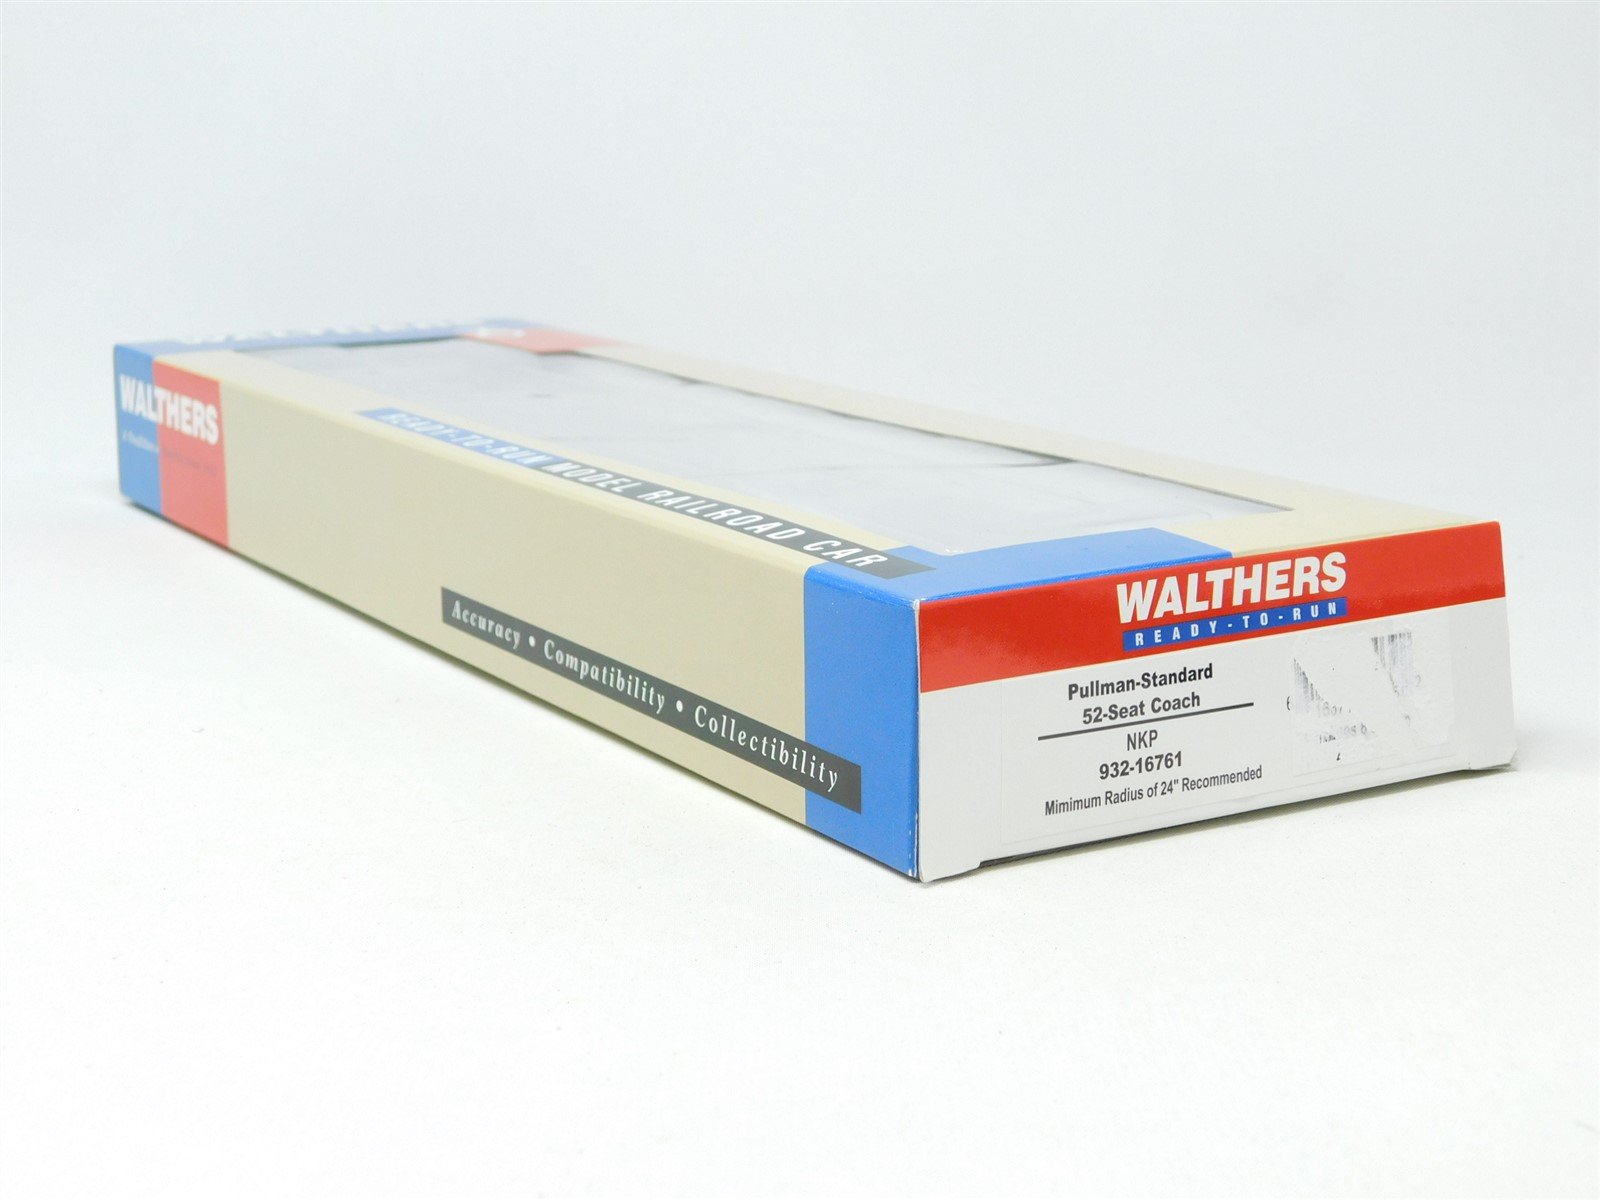 WALTHERS
READY-TO-RUN MODEL RAILROAD CAR
Accuracy • Compatibility • Collectibility
WALTHERS
READY-TO-RUN
Pullman-Standard
52-Seat Coach
NKP
932-16761
Mimimum Radius of 24" Recommended